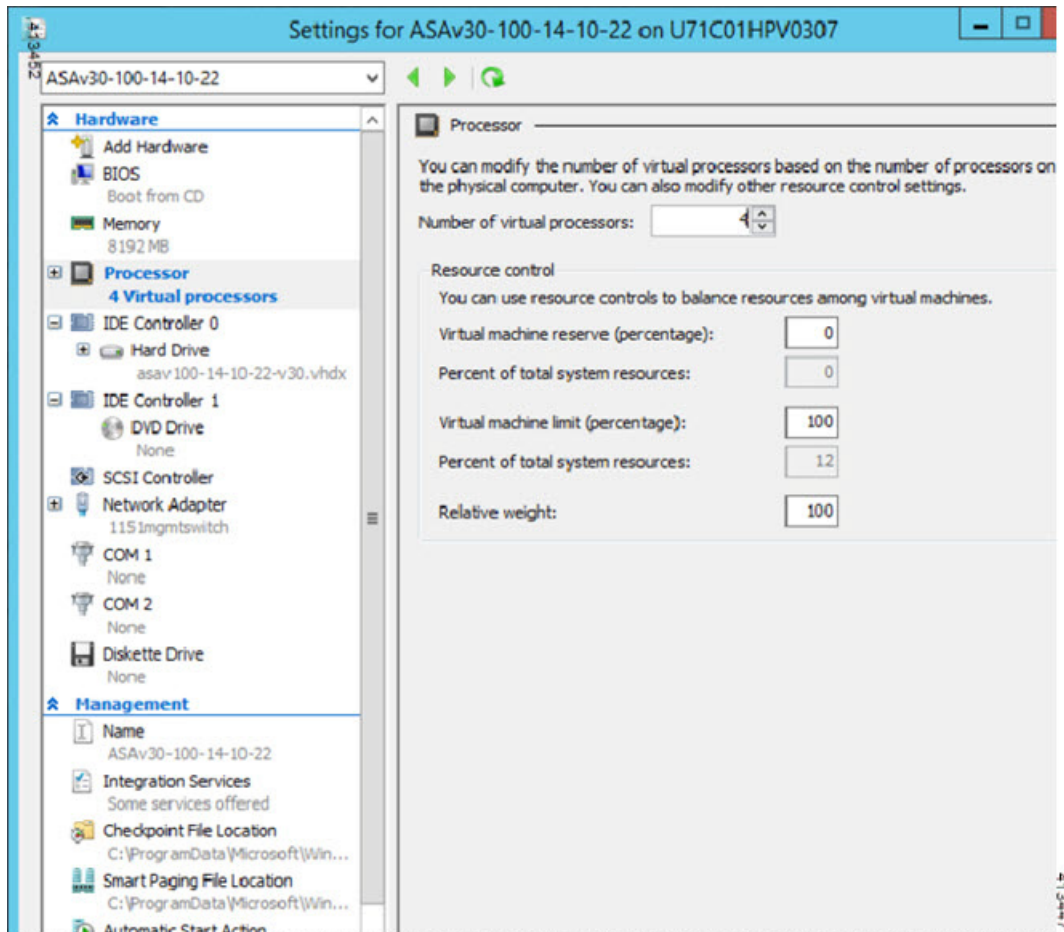 Settings for ASAv30-100-14-10-22 on U71C01HPV0307
413452
ASAv30-100-14-10-22
Hardware
Add Hardware
BIOS
Boot from CD
Memory
8192 MB
Processor
4 Virtual processors
IDE Controller 0
Hard Drive
asav100-14-10-22-v30.vhdx
IDE Controller 1
DVD Drive
None
SCSI Controller
Network Adapter
1151mgmtswitch
COM 1
None
COM 2
None
Diskette Drive
None
Management
Name
ASAv30-100-14-10-22
Integration Services
Some services offered
Checkpoint File Location
C:\ProgramData\Microsoft\Win...
Smart Paging File Location
C:\ProgramData\Microsoft\Win...
Automatic Start Action
Processor
You can modify the number of virtual processors based on the number of processors on
the physical computer. You can also modify other resource control settings.
Number of virtual processors: 4
Resource control
You can use resource controls to balance resources among virtual machines.
Virtual machine reserve (percentage): 0
Percent of total system resources: 0
Virtual machine limit (percentage): 100
Percent of total system resources: 12
Relative weight: 100